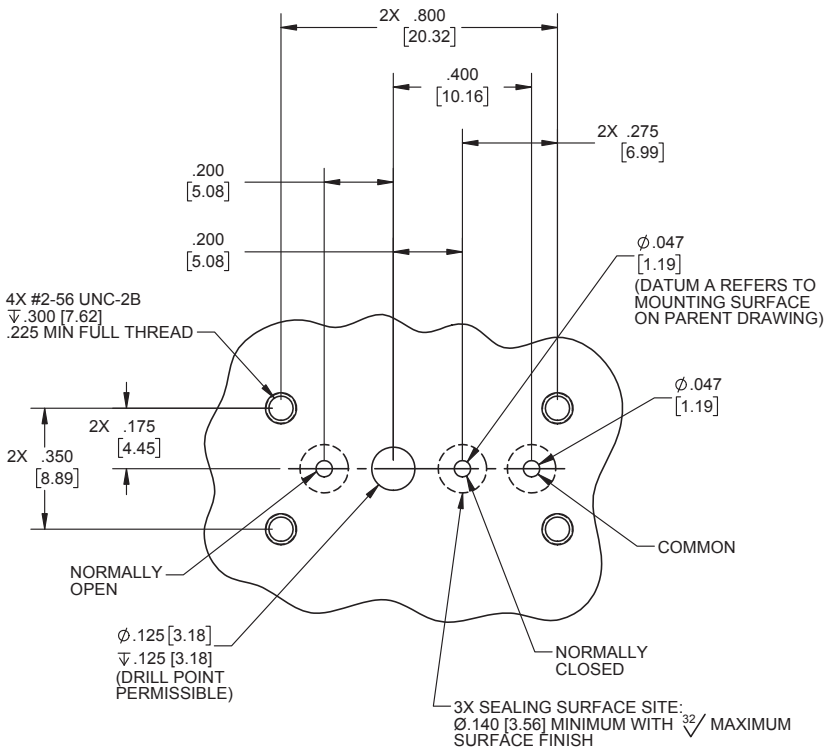 2X .800
[20.32]
.400
[10.16]
2X .275
[6.99]
.200
[5.08]
.200
[5.08]
⌀.047
[1.19]
(DATUM A REFERS TO
MOUNTING SURFACE
ON PARENT DRAWING)
4X #2-56 UNC-2B
↧.300 [7.62]
.225 MIN FULL THREAD
⌀.047
[1.19]
2X .175
[4.45]
2X .350
[8.89]
COMMON
NORMALLY
OPEN
⌀.125 [3.18]
↧.125 [3.18]
(DRILL POINT
PERMISSIBLE)
NORMALLY
CLOSED
3X SEALING SURFACE SITE:
Ø.140 [3.56] MINIMUM WITH 32/ MAXIMUM
SURFACE FINISH